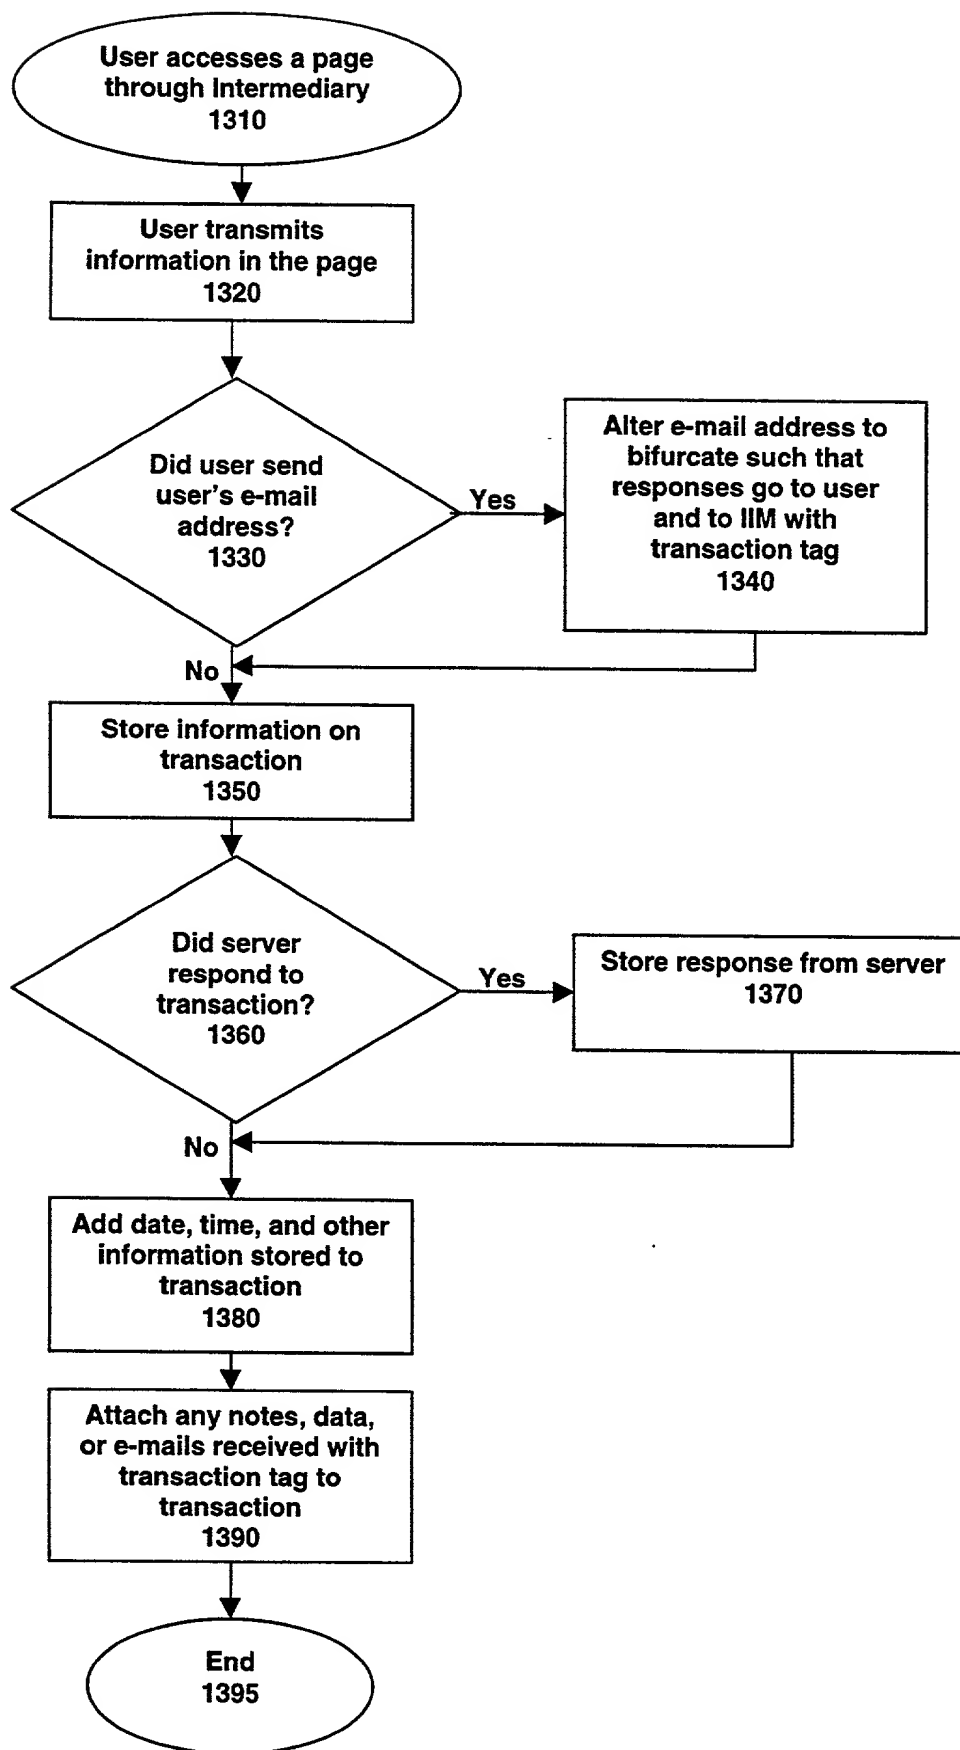 User accesses a page
through Intermediary
1310
User transmits
information in the page
1320
Did user send
user's e-mail
address?
1330
Yes
Alter e-mail address to
bifurcate such that
responses go to user
and to IIM with
transaction tag
1340
No
Store information on
transaction
1350
Did server
respond to
transaction?
1360
Yes
Store response from server
1370
No
Add date, time, and other
information stored to
transaction
1380
Attach any notes, data,
or e-mails received with
transaction tag to
transaction
1390
End
1395